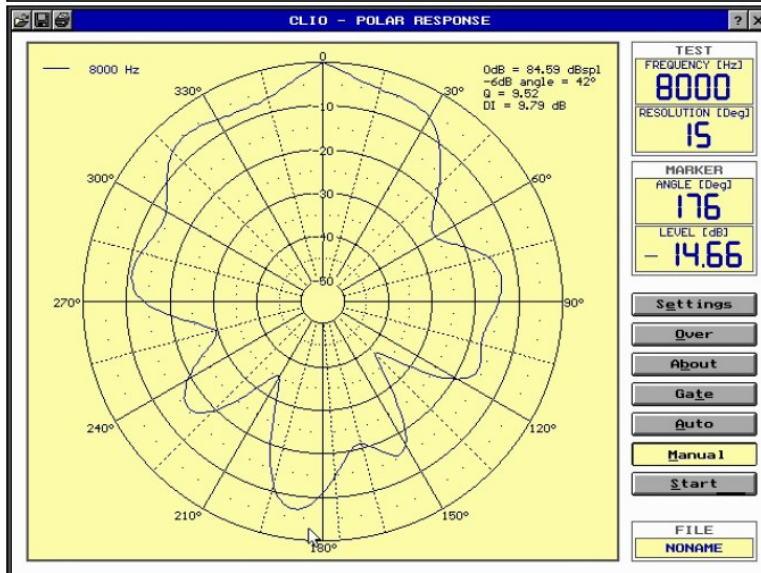 CLIO - POLAR RESPONSE
? X
8000 Hz
0dB = 84.59 dBspl
-6dB angle = 42°
Q = 9.52
DI = 9.79 dB
0
-10
-20
-30
-40
-50
30°
60°
90°
120°
150°
180°
210°
240°
270°
300°
330°
TEST
FREQUENCY [Hz]
8000
RESOLUTION [Deg]
15
MARKER
ANGLE [Deg]
176
LEVEL [dB]
- 14.66
Settings
Over
About
Gate
Auto
Manual
Start
FILE
NONAME